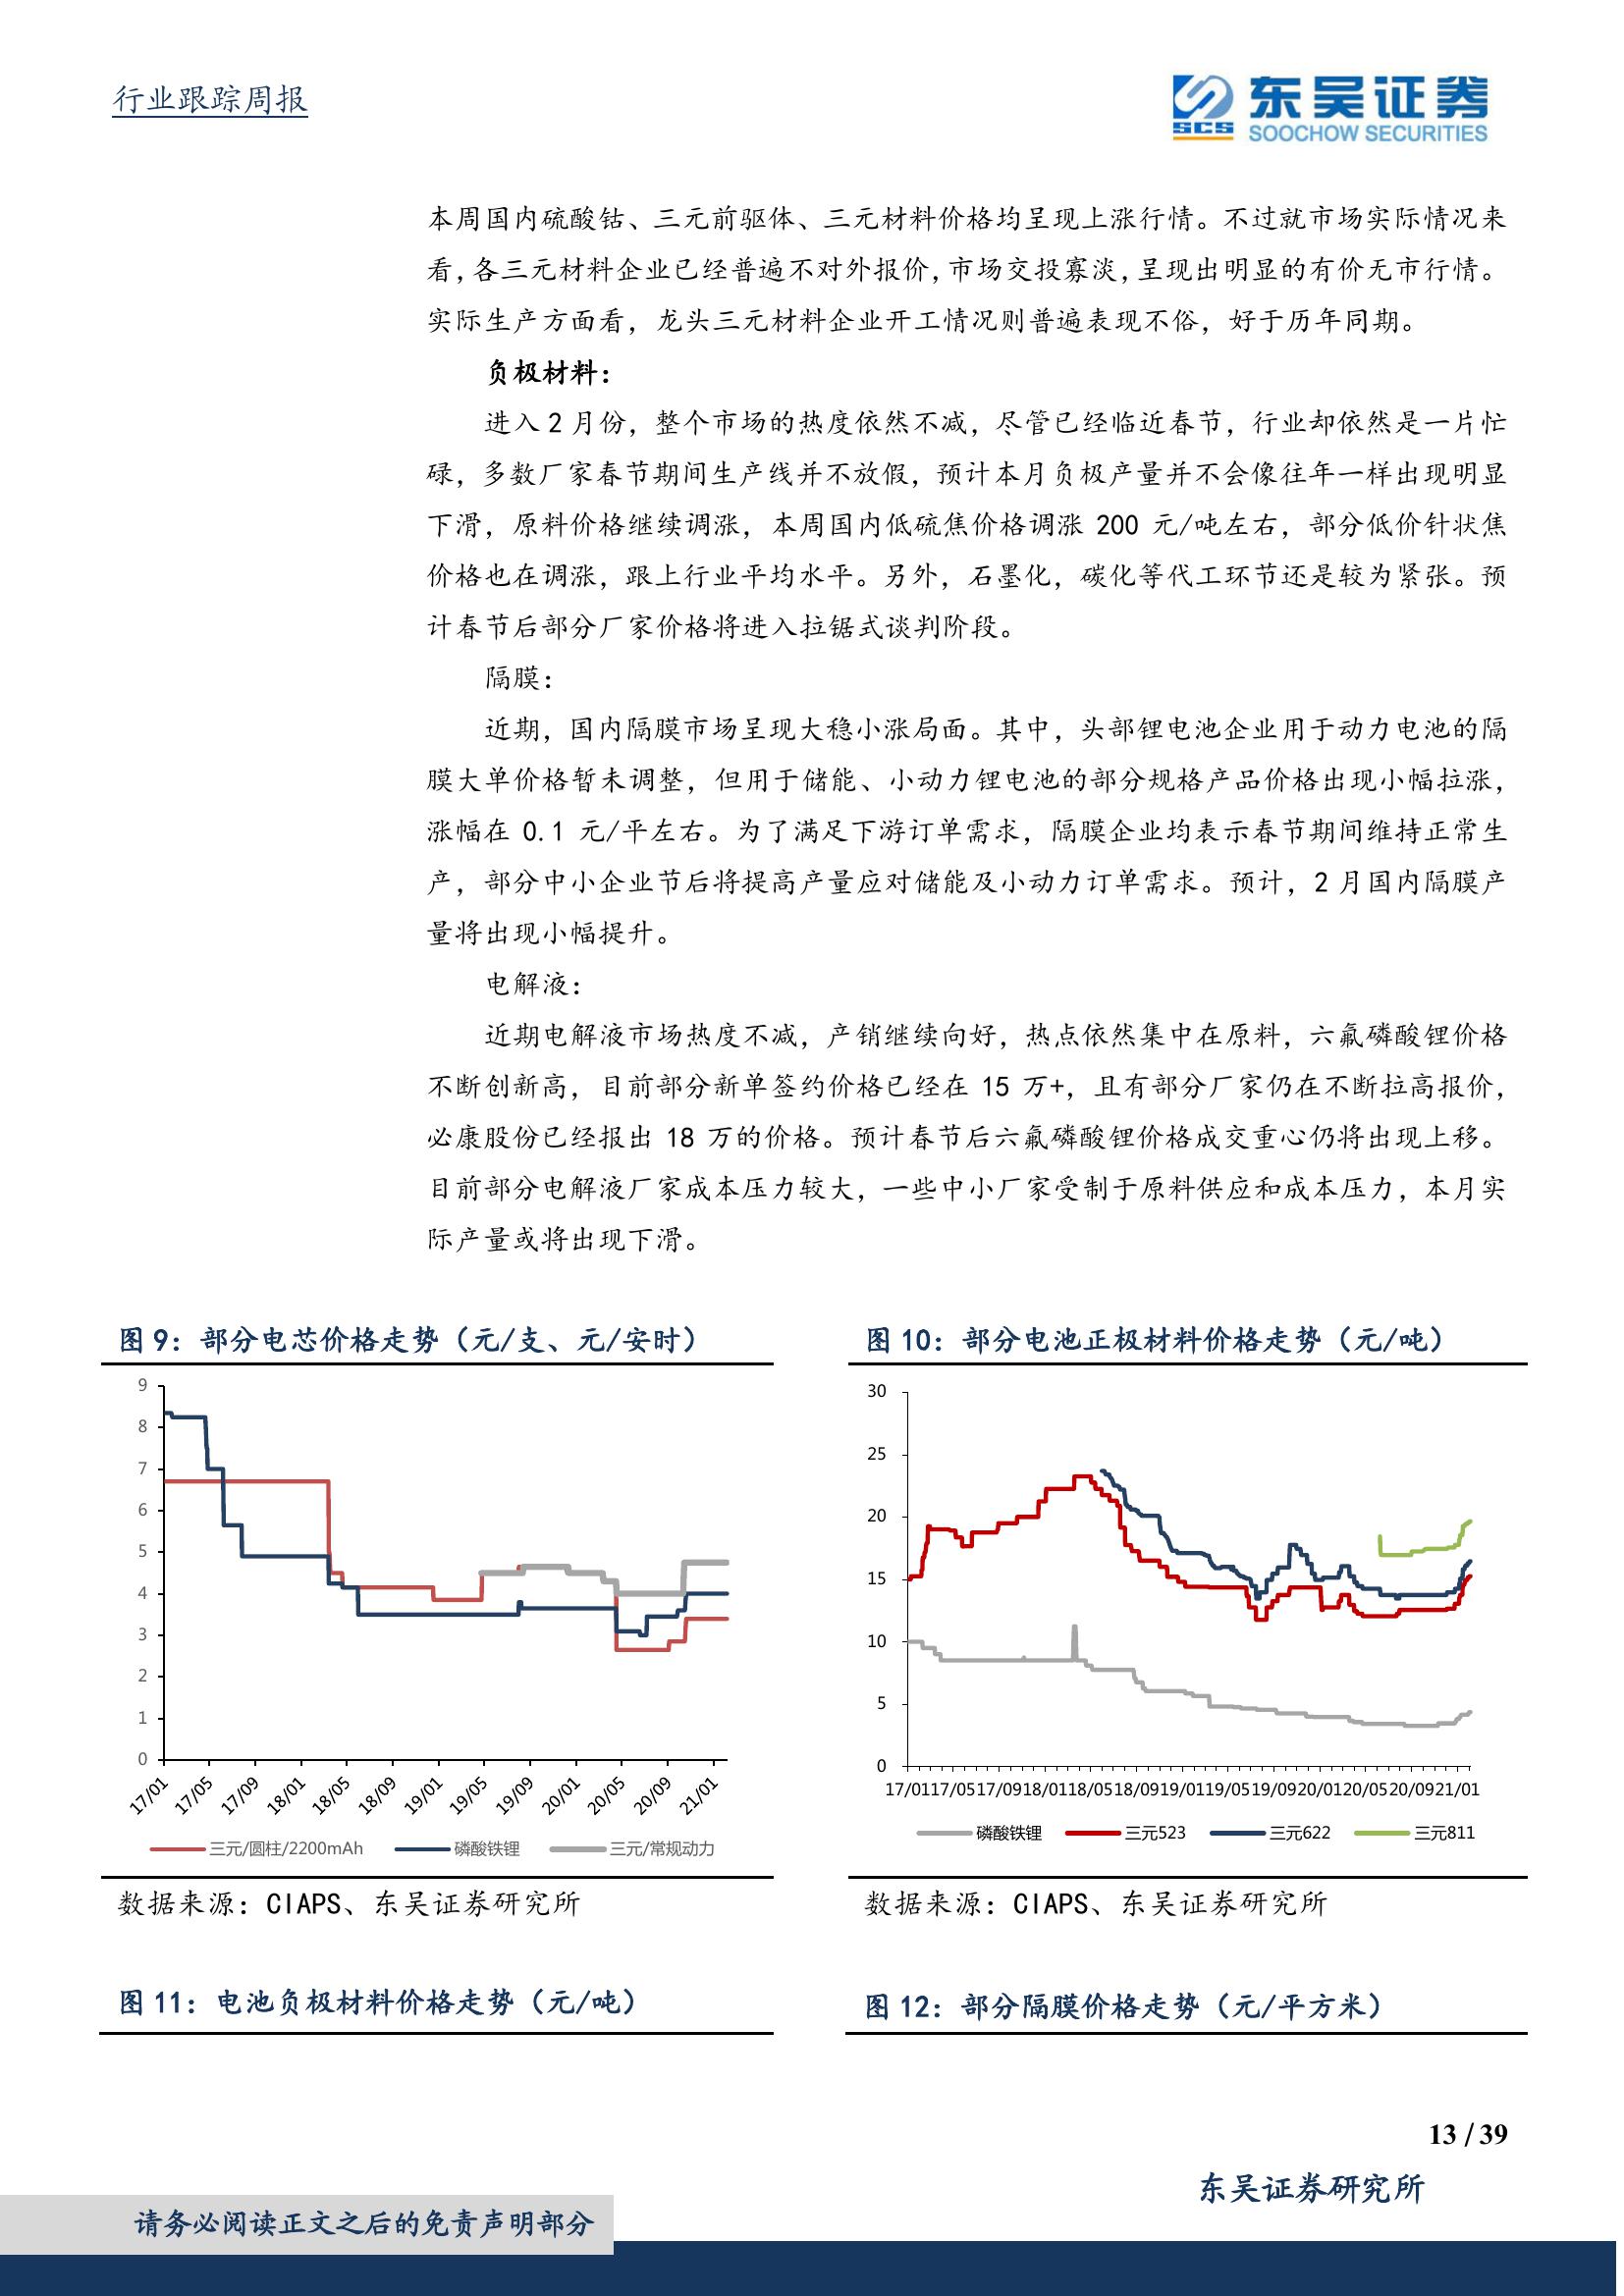 行业跟踪周报
东吴证券
SCS
SOOCHOW SECURITIES
本周国内硫酸钴、三元前驱体、三元材料价格均呈现上涨行情。不过就市场实际情况来
看,各三元材料企业已经普遍不对外报价,市场交投寡淡,呈现出明显的有价无市行情。
实际生产方面看，龙头三元材料企业开工情况则普遍表现不俗，好于历年同期。
负极材料：
进入 2 月份，整个市场的热度依然不减，尽管已经临近春节，行业却依然是一片忙
碌，多数厂家春节期间生产线并不放假，预计本月负极产量并不会像往年一样出现明显
下滑，原料价格继续调涨，本周国内低硫焦价格调涨 200 元/吨左右，部分低价针状焦
价格也在调涨，跟上行业平均水平。另外，石墨化，碳化等代工环节还是较为紧张。预
计春节后部分厂家价格将进入拉锯式谈判阶段。
隔膜：
近期，国内隔膜市场呈现大稳小涨局面。其中，头部锂电池企业用于动力电池的隔
膜大单价格暂未调整，但用于储能、小动力锂电池的部分规格产品价格出现小幅拉涨，
涨幅在 0.1 元/平左右。为了满足下游订单需求，隔膜企业均表示春节期间维持正常生
产，部分中小企业节后将提高产量应对储能及小动力订单需求。预计，2 月国内隔膜产
量将出现小幅提升。
电解液：
近期电解液市场热度不减，产销继续向好，热点依然集中在原料，六氟磷酸锂价格
不断创新高，目前部分新单签约价格已经在 15 万+，且有部分厂家仍在不断拉高报价，
必康股份已经报出 18 万的价格。预计春节后六氟磷酸锂价格成交重心仍将出现上移。
目前部分电解液厂家成本压力较大，一些中小厂家受制于原料供应和成本压力，本月实
际产量或将出现下滑。
图 9：部分电芯价格走势（元/支、元/安时）
9
8
7
6
5
4
3
2
1
0
17/01 17/05 17/09 18/01 18/05 18/09 19/01 19/05 19/09 20/01 20/05 20/09 21/01
三元/圆柱/2200mAh 磷酸铁锂 三元/常规动力
数据来源：CIAPS、东吴证券研究所
图 10：部分电池正极材料价格走势（元/吨）
30
25
20
15
10
5
0
17/01 17/05 17/09 18/01 18/05 18/09 19/01 19/05 19/09 20/01 20/05 20/09 21/01
磷酸铁锂 三元523 三元622 三元811
数据来源：CIAPS、东吴证券研究所
图 11：电池负极材料价格走势（元/吨）
图 12：部分隔膜价格走势（元/平方米）
13 / 39
东吴证券研究所
请务必阅读正文之后的免责声明部分